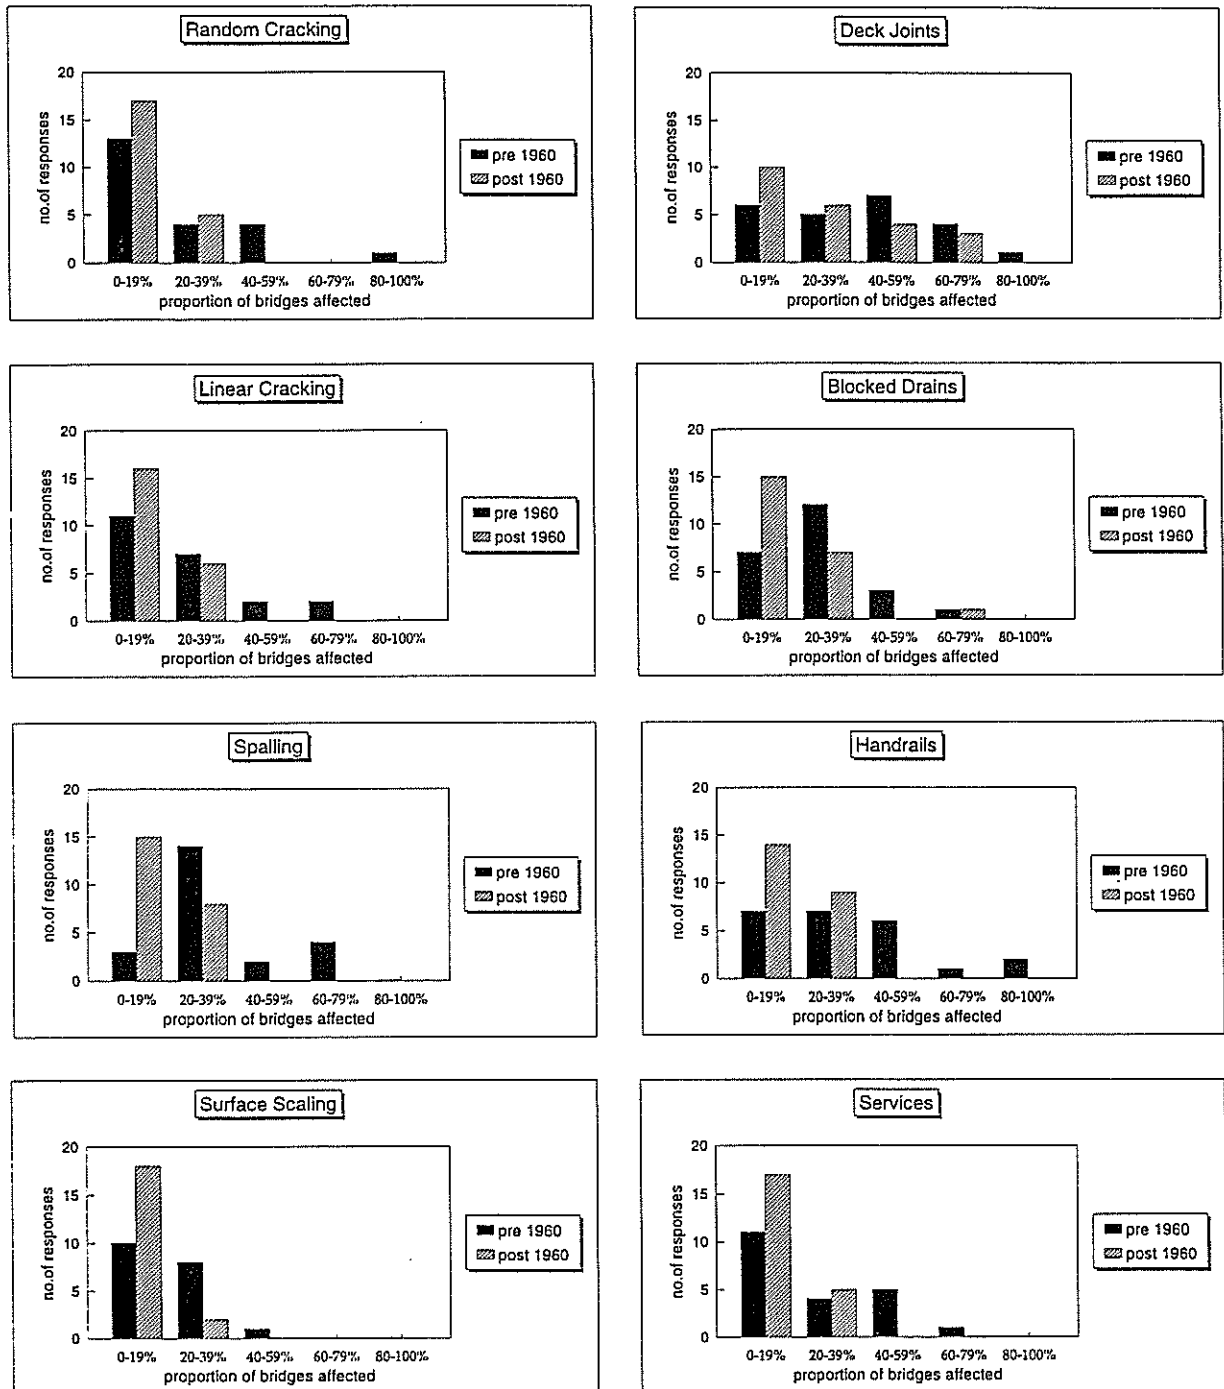 Random Cracking
20
15
10
5
0
no.of responses
0-19% 20-39% 40-59% 60-79% 80-100%
proportion of bridges affected
pre 1960
post 1960
Deck Joints
20
15
10
5
0
no.of responses
0-19% 20-39% 40-59% 60-79% 80-100%
proportion of bridges affected
pre 1960
post 1960
Linear Cracking
20
15
10
5
0
no.of responses
0-19% 20-39% 40-59% 60-79% 80-100%
proportion of bridges affected
pre 1960
post 1960
Blocked Drains
20
15
10
5
0
no.of responses
0-19% 20-39% 40-59% 60-79% 80-100%
proportion of bridges affected
pre 1960
post 1960
Spalling
20
15
10
5
0
no.of responses
0-19% 20-39% 40-59% 60-79% 80-100%
proportion of bridges affected
pre 1960
post 1960
Handrails
20
15
10
5
0
no.of responses
0-19% 20-39% 40-59% 60-79% 80-100%
proportion of bridges affected
pre 1960
post 1960
Surface Scaling
20
15
10
5
0
no.of responses
0-19% 20-39% 40-59% 60-79% 80-100%
proportion of bridges affected
pre 1960
post 1960
Services
20
15
10
5
0
no.of responses
0-19% 20-39% 40-59% 60-79% 80-100%
proportion of bridges affected
pre 1960
post 1960